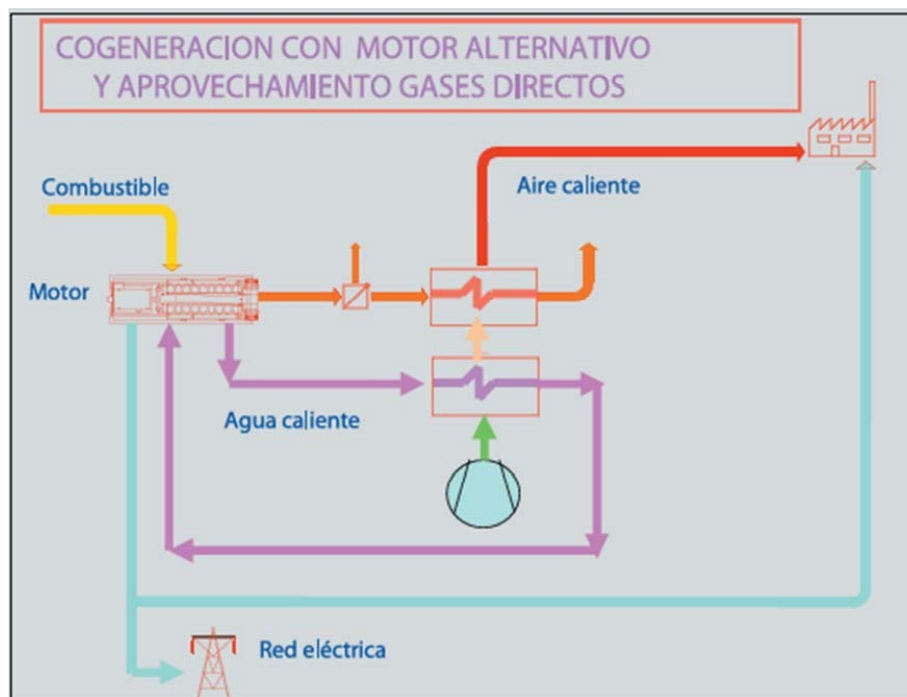 COGENERACION CON MOTOR ALTERNATIVO
Y APROVECHAMIENTO GASES DIRECTOS
Combustible
Aire caliente
Motor
Agua caliente
Red eléctrica